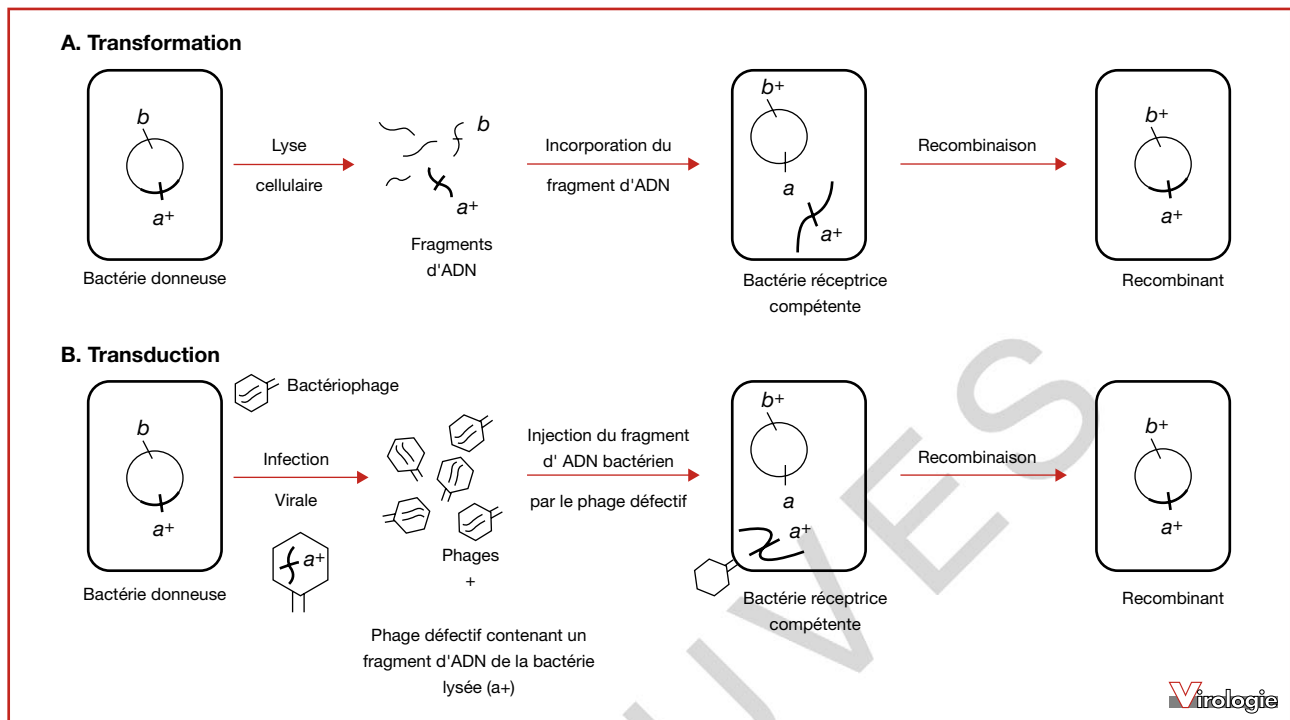 A. Transformation
b
a+
Bactérie donneuse
Lyse
cellulaire
b
a+
Fragments
d'ADN
Incorporation du
fragment d'ADN
b+
a
a+
Bactérie réceptrice
compétente
Recombinaison
b+
a+
Recombinant
B. Transduction
b
a+
Bactérie donneuse
Bactériophage
Infection
Virale
a+
Phages
+
Phage défectif contenant un
fragment d'ADN de la bactérie
lysée (a+)
Injection du fragment
d' ADN bactérien
par le phage défectif
b+
a
a+
Bactérie réceptrice
compétente
Recombinaison
b+
a+
Recombinant
UVES
Virologie